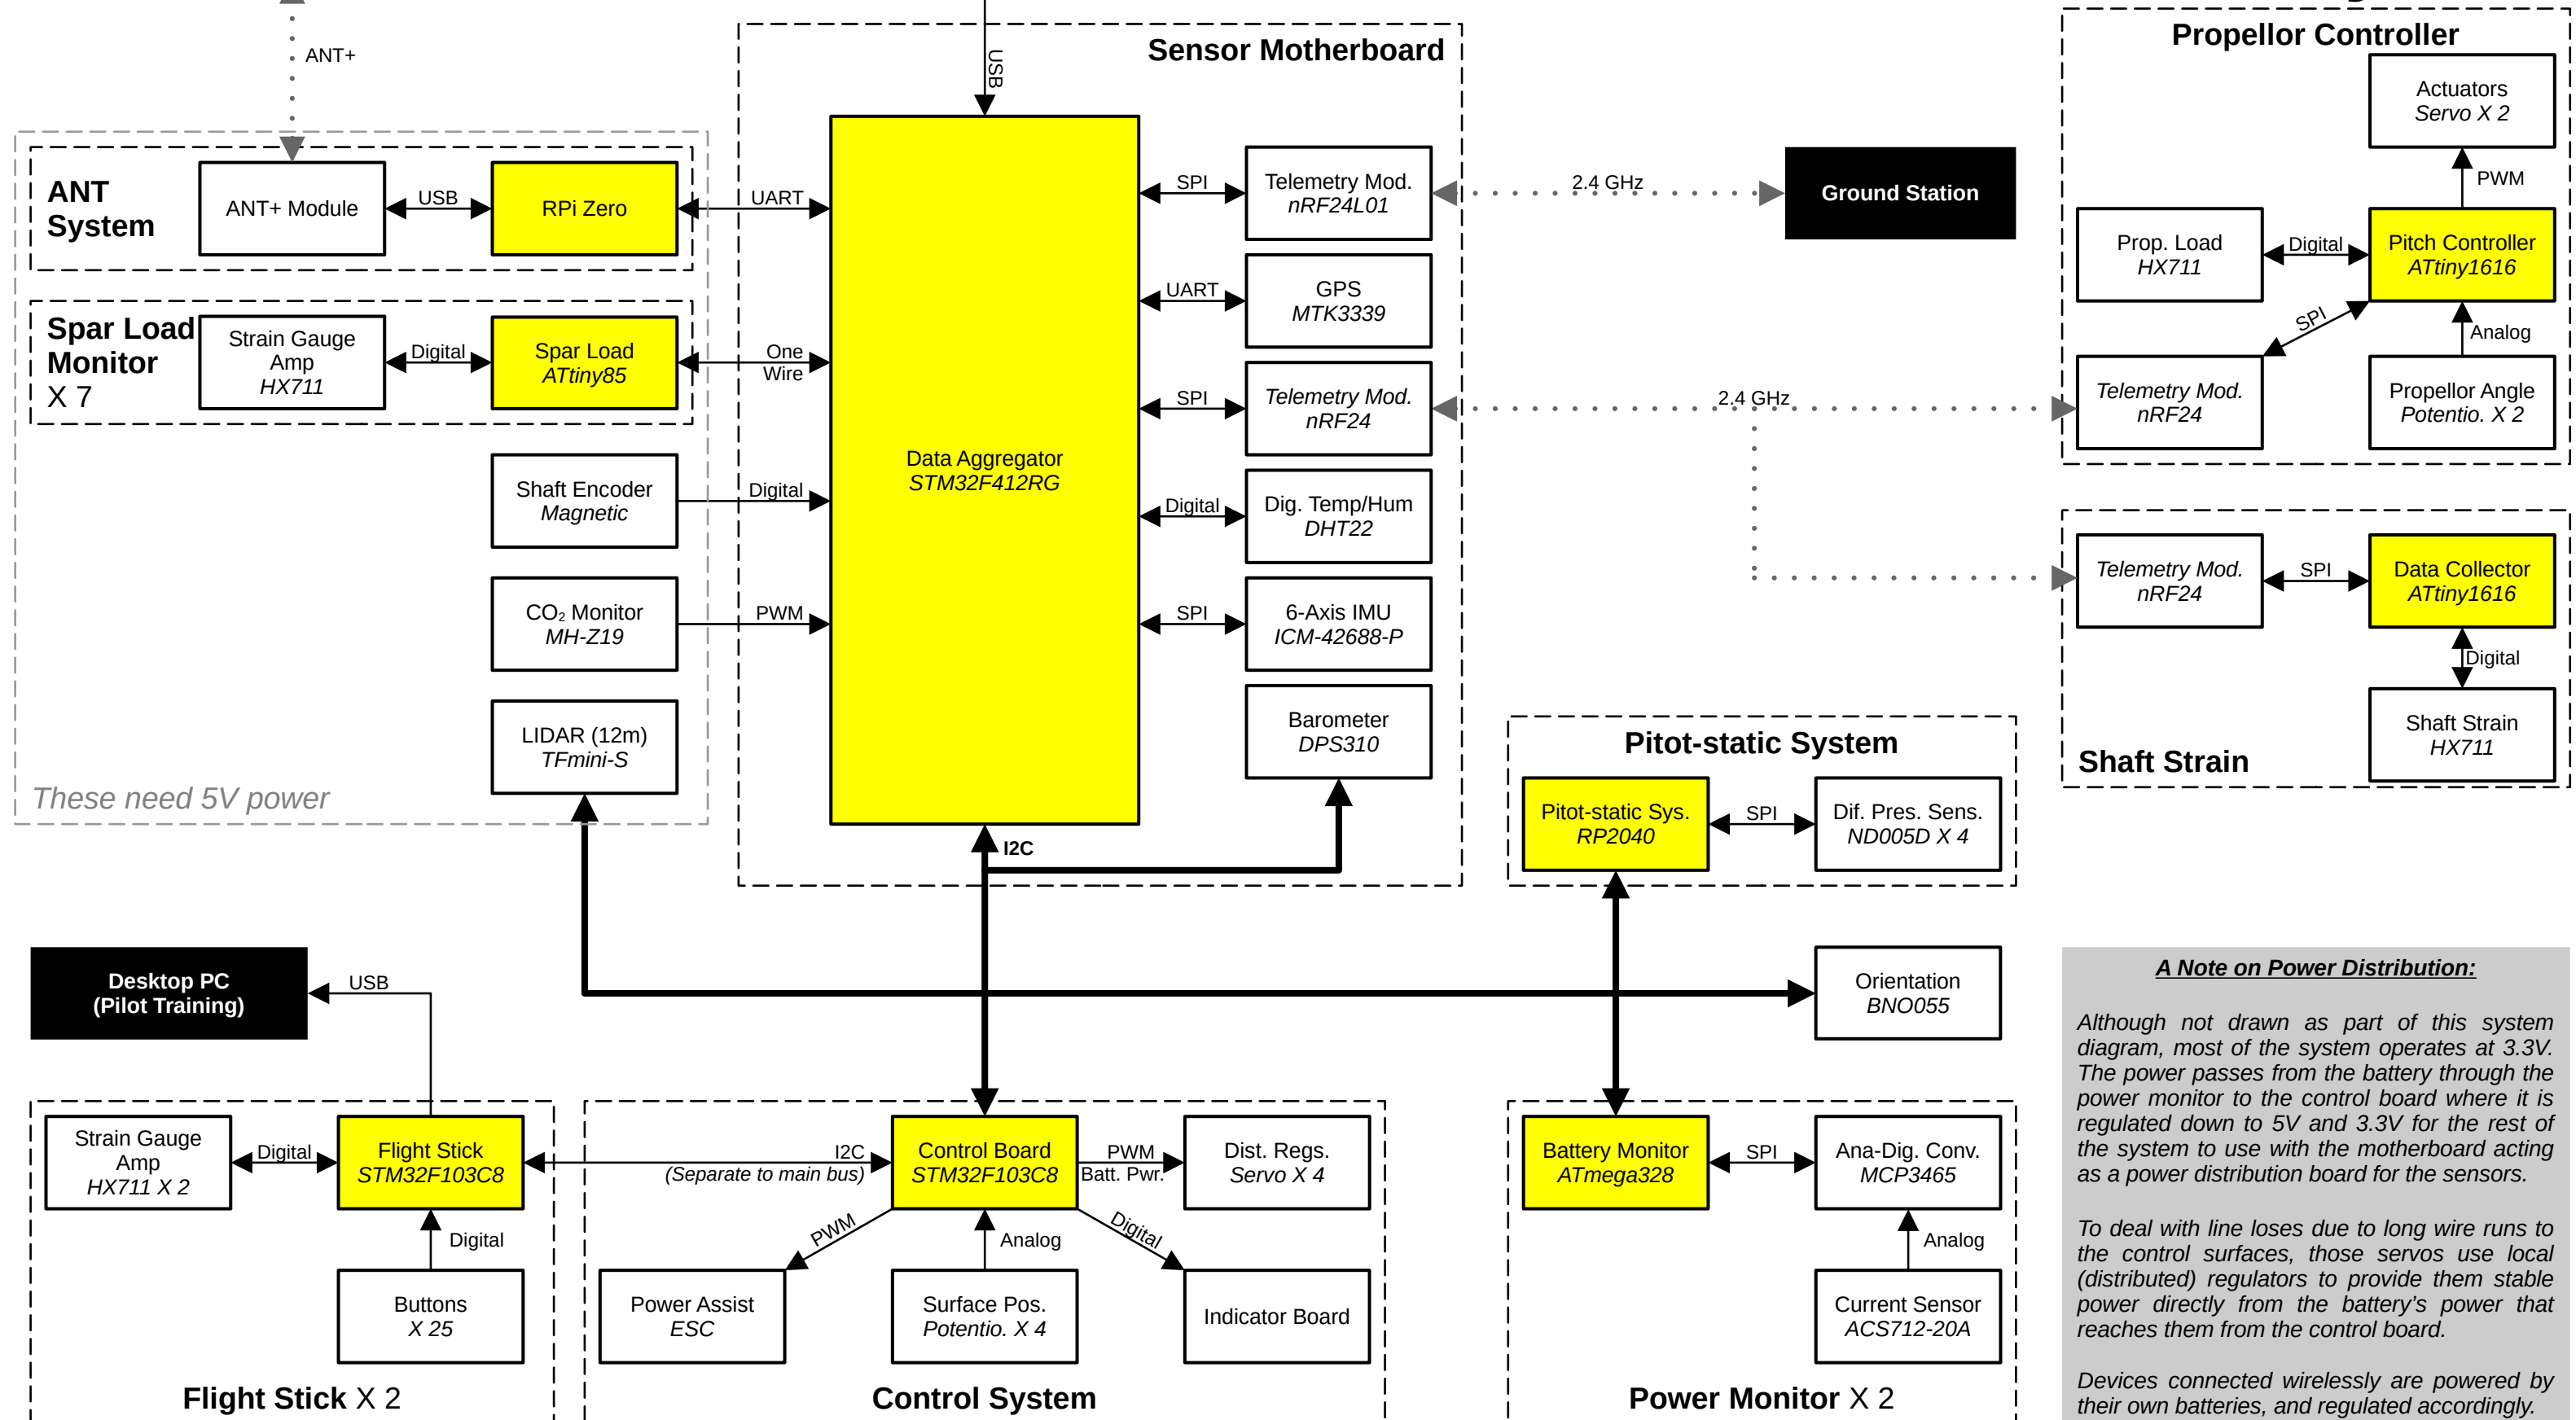 ANT+
USB
Sensor Motherboard
Propellor Controller
Actuators
Servo X 2
PWM
ANT
System
ANT+ Module
USB
RPi Zero
UART
SPI
Telemetry Mod.
nRF24L01
2.4 GHz
Ground Station
Prop. Load
HX711
Digital
Pitch Controller
ATtiny1616
UART
GPS
MTK3339
SPI
Analog
Spar Load
Monitor
X 7
Strain Gauge
Amp
HX711
Digital
Spar Load
ATtiny85
One
Wire
SPI
Telemetry Mod.
nRF24
2.4 GHz
Telemetry Mod.
nRF24
Propellor Angle
Potentio. X 2
Data Aggregator
STM32F412RG
Shaft Encoder
Magnetic
Digital
Digital
Dig. Temp/Hum
DHT22
Telemetry Mod.
nRF24
SPI
Data Collector
ATtiny1616
CO₂ Monitor
MH-Z19
PWM
SPI
6-Axis IMU
ICM-42688-P
Digital
LIDAR (12m)
TFmini-S
Barometer
DPS310
Shaft Strain
HX711
Shaft Strain
Pitot-static System
These need 5V power
Pitot-static Sys.
RP2040
SPI
Dif. Pres. Sens.
ND005D X 4
I2C
Desktop PC
(Pilot Training)
USB
Orientation
BNO055
Strain Gauge
Amp
HX711 X 2
Digital
Flight Stick
STM32F103C8
I2C
(Separate to main bus)
Control Board
STM32F103C8
PWM
Batt. Pwr.
Dist. Regs.
Servo X 4
Battery Monitor
ATmega328
SPI
Ana-Dig. Conv.
MCP3465
Digital
PWM
Analog
Digital
Analog
Buttons
X 25
Power Assist
ESC
Surface Pos.
Potentio. X 4
Indicator Board
Current Sensor
ACS712-20A
Flight Stick X 2
Control System
Power Monitor X 2
A Note on Power Distribution:
Although not drawn as part of this system
diagram, most of the system operates at 3.3V.
The power passes from the battery through the
power monitor to the control board where it is
regulated down to 5V and 3.3V for the rest of
the system to use with the motherboard acting
as a power distribution board for the sensors.
To deal with line loses due to long wire runs to
the control surfaces, those servos use local
(distributed) regulators to provide them stable
power directly from the battery's power that
reaches them from the control board.
Devices connected wirelessly are powered by
their own batteries, and regulated accordingly.